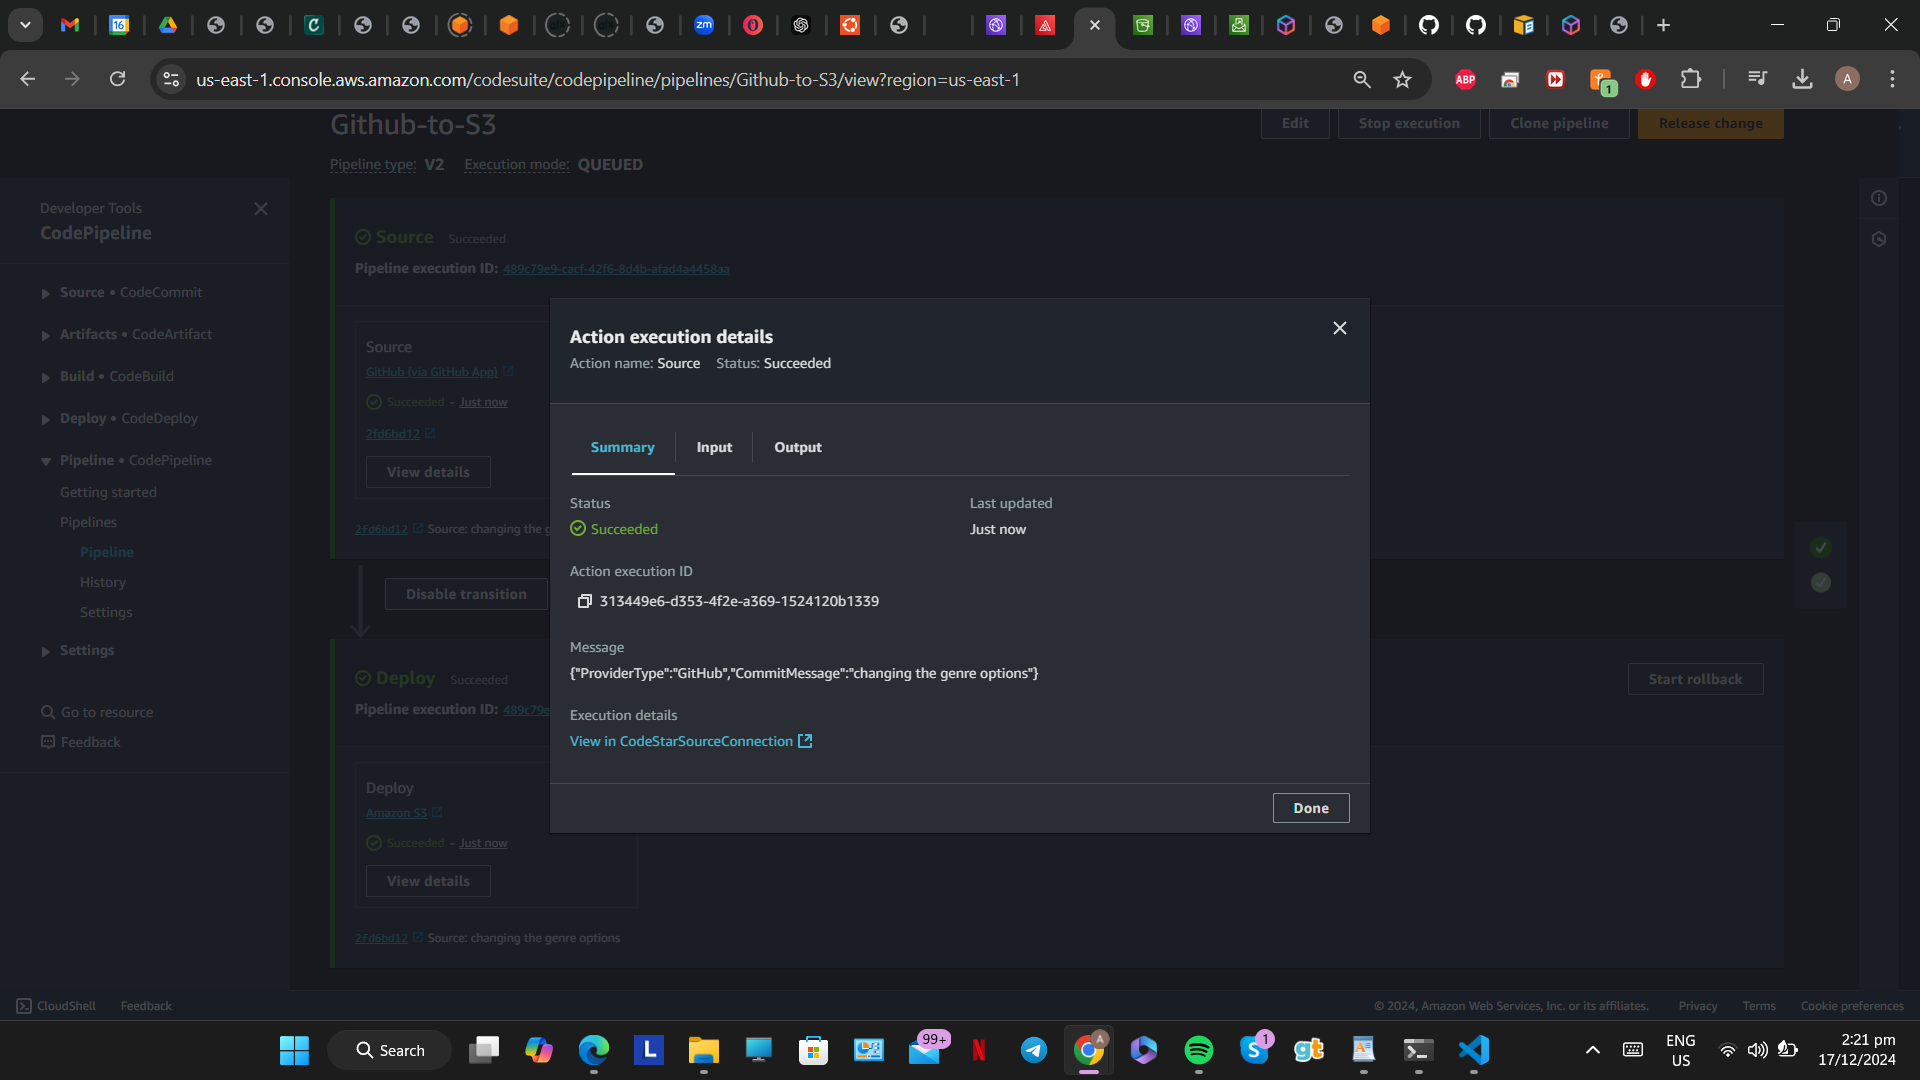 us-east-1.console.aws.amazon.com/codesuite/codepipeline/pipelines/Github-to-S3/view?region=us-east-1
ABP
1
A
Github-to-S3
Edit
Stop execution
Clone pipeline
Release change
Pipeline type: V2 Execution mode: QUEUED
Developer Tools
CodePipeline
Source • CodeCommit
Artifacts • CodeArtifact
Build • CodeBuild
Deploy • CodeDeploy
Pipeline • CodePipeline
Getting started
Pipelines
Pipeline
History
Settings
Settings
Go to resource
Feedback
Source Succeeded
Pipeline execution ID: 489c79e9-cacf-42f6-8d4b-afad4a4458aa
Source
GitHub (via GitHub App)
Succeeded - Just now
2fd6bd12
View details
2fd6bd12 Source: changing the g
Disable transition
Deploy Succeeded
Pipeline execution ID: 489c79e
Start rollback
Deploy
Amazon S3
Succeeded - Just now
View details
2fd6bd12 Source: changing the genre options
Action execution details
Action name: Source Status: Succeeded
Summary
Input
Output
Status
Succeeded
Last updated
Just now
Action execution ID
313449e6-d353-4f2e-a369-1524120b1339
Message
{"ProviderType":"GitHub","CommitMessage":"changing the genre options"}
Execution details
View in CodeStarSourceConnection
Done
CloudShell
Feedback
© 2024, Amazon Web Services, Inc. or its affiliates.
Privacy
Terms
Cookie preferences
Search
L
99+
N
A
S
1
gt
ENG
US
2:21 pm
17/12/2024
16
zm